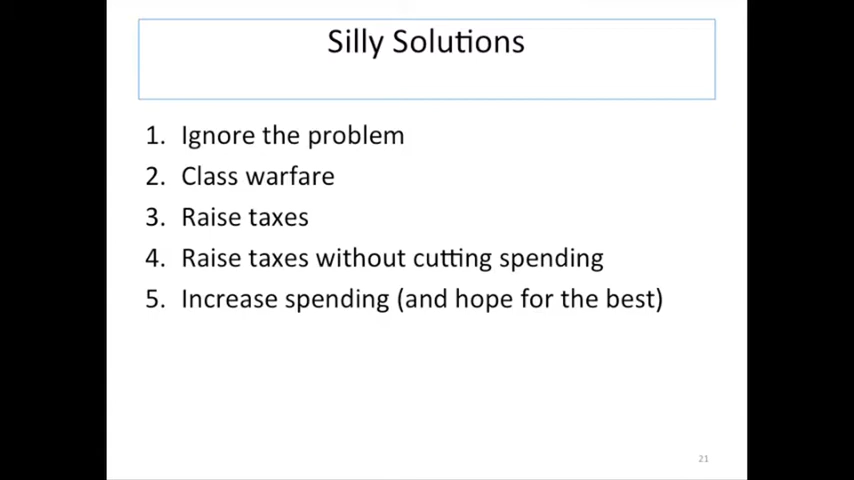 Silly Solutions
1. Ignore the problem
2. Class warfare
3. Raise taxes
4. Raise taxes without cutting spending
5. Increase spending (and hope for the best)
21